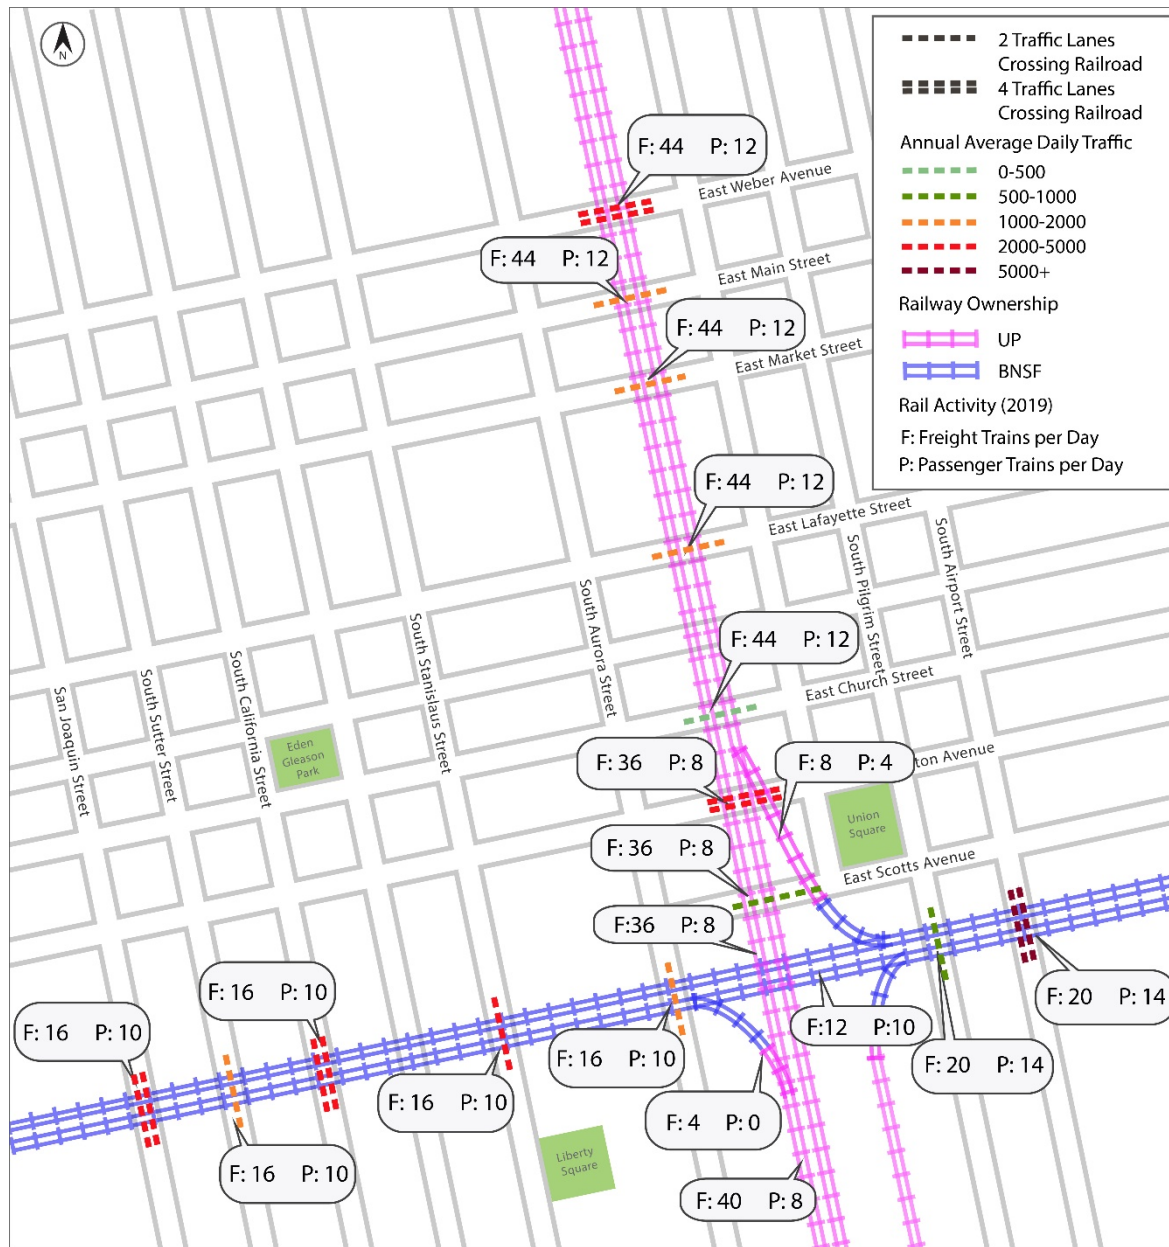 N
2 Traffic Lanes
Crossing Railroad
4 Traffic Lanes
Crossing Railroad
Annual Average Daily Traffic
0-500
500-1000
1000-2000
2000-5000
5000+
Railway Ownership
UP
BNSF
Rail Activity (2019)
F: Freight Trains per Day
P: Passenger Trains per Day
F: 44 P: 12
East Weber Avenue
F: 44 P: 12
East Main Street
F: 44 P: 12
East Market Street
F: 44 P: 12
East Lafayette Street
South Airport Street
South Pilgrim Street
South Aurora Street
South Stanislaus Street
South California Street
South Sutter Street
San Joaquin Street
F: 44 P: 12
East Church Street
Eden
Gleason
Park
F: 36 P: 8
F: 8 P: 4
ton Avenue
Union
Square
F: 36 P: 8
East Scotts Avenue
F:36 P: 8
F: 16 P: 10
F: 16 P: 10
F: 20 P: 14
F:12 P:10
F: 16 P: 10
F: 20 P: 14
F: 16 P: 10
F: 4 P: 0
Liberty
Square
F: 16 P: 10
F: 40 P: 8